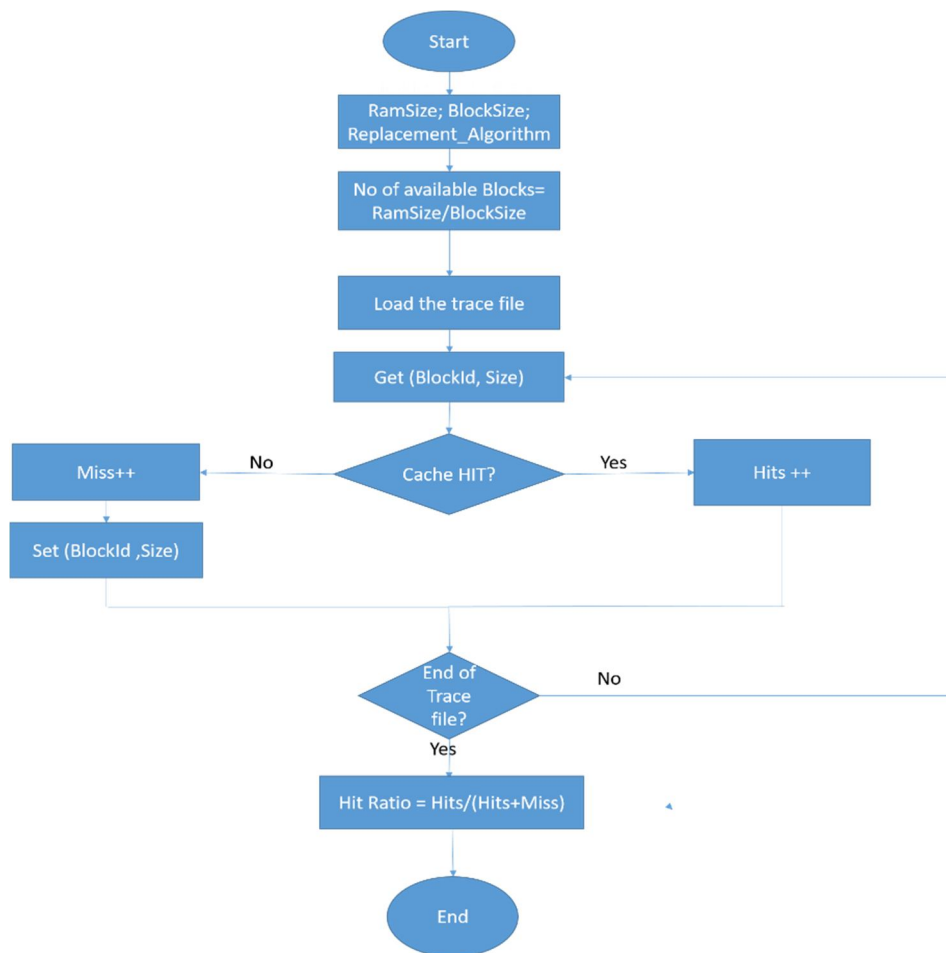 Start
RamSize; BlockSize;
Replacement_Algorithm
No of available Blocks=
RamSize/BlockSize
Load the trace file
Get (BlockId, Size)
Cache HIT?
No
Yes
Miss++
Hits ++
Set (BlockId ,Size)
End of
Trace
file?
No
Yes
Hit Ratio = Hits/(Hits+Miss)
End